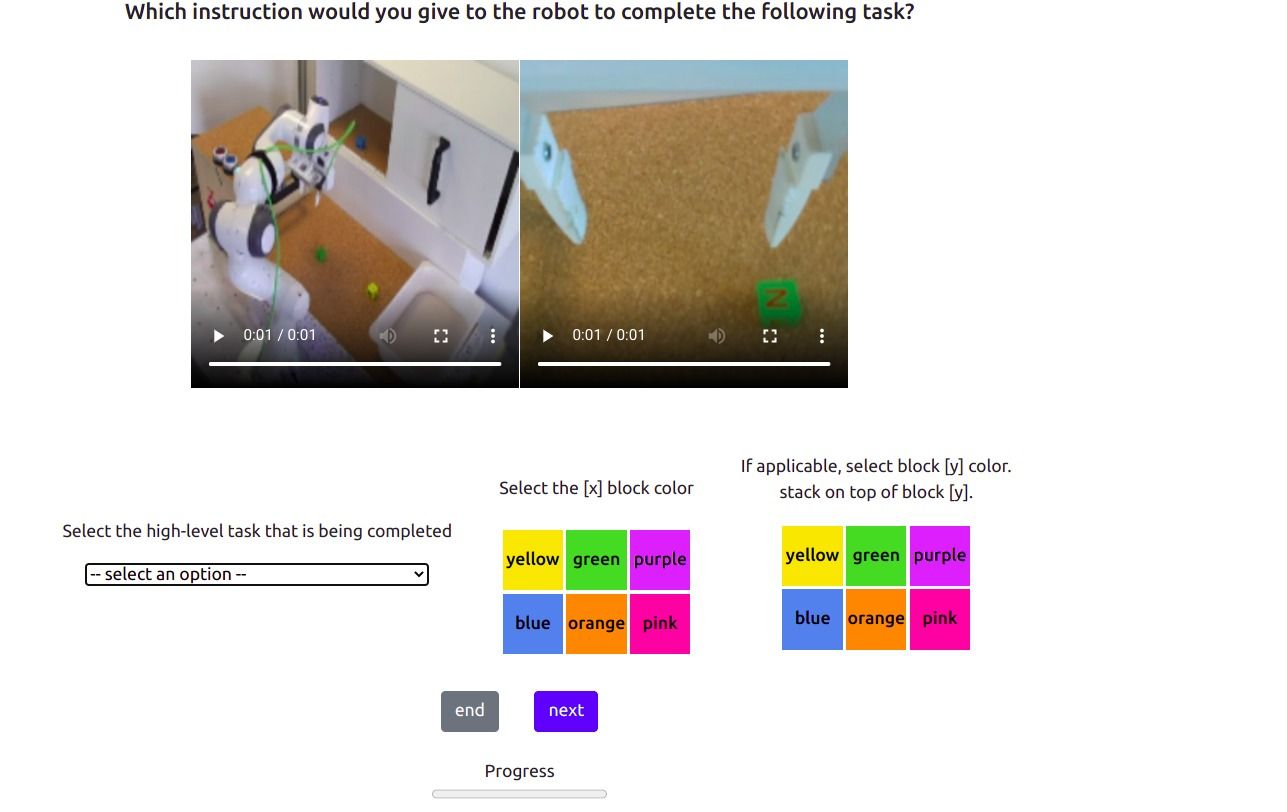 Which instruction would you give to the robot to complete the following task?
N
0:01 / 0:01
0:01 / 0:01
If applicable, select block [y] color.
stack on top of block [y].
Select the [x] block color
Select the high-level task that is being completed
-- select an option --
yellow green purple
blue orange pink
yellow green purple
blue orange pink
end
next
Progress